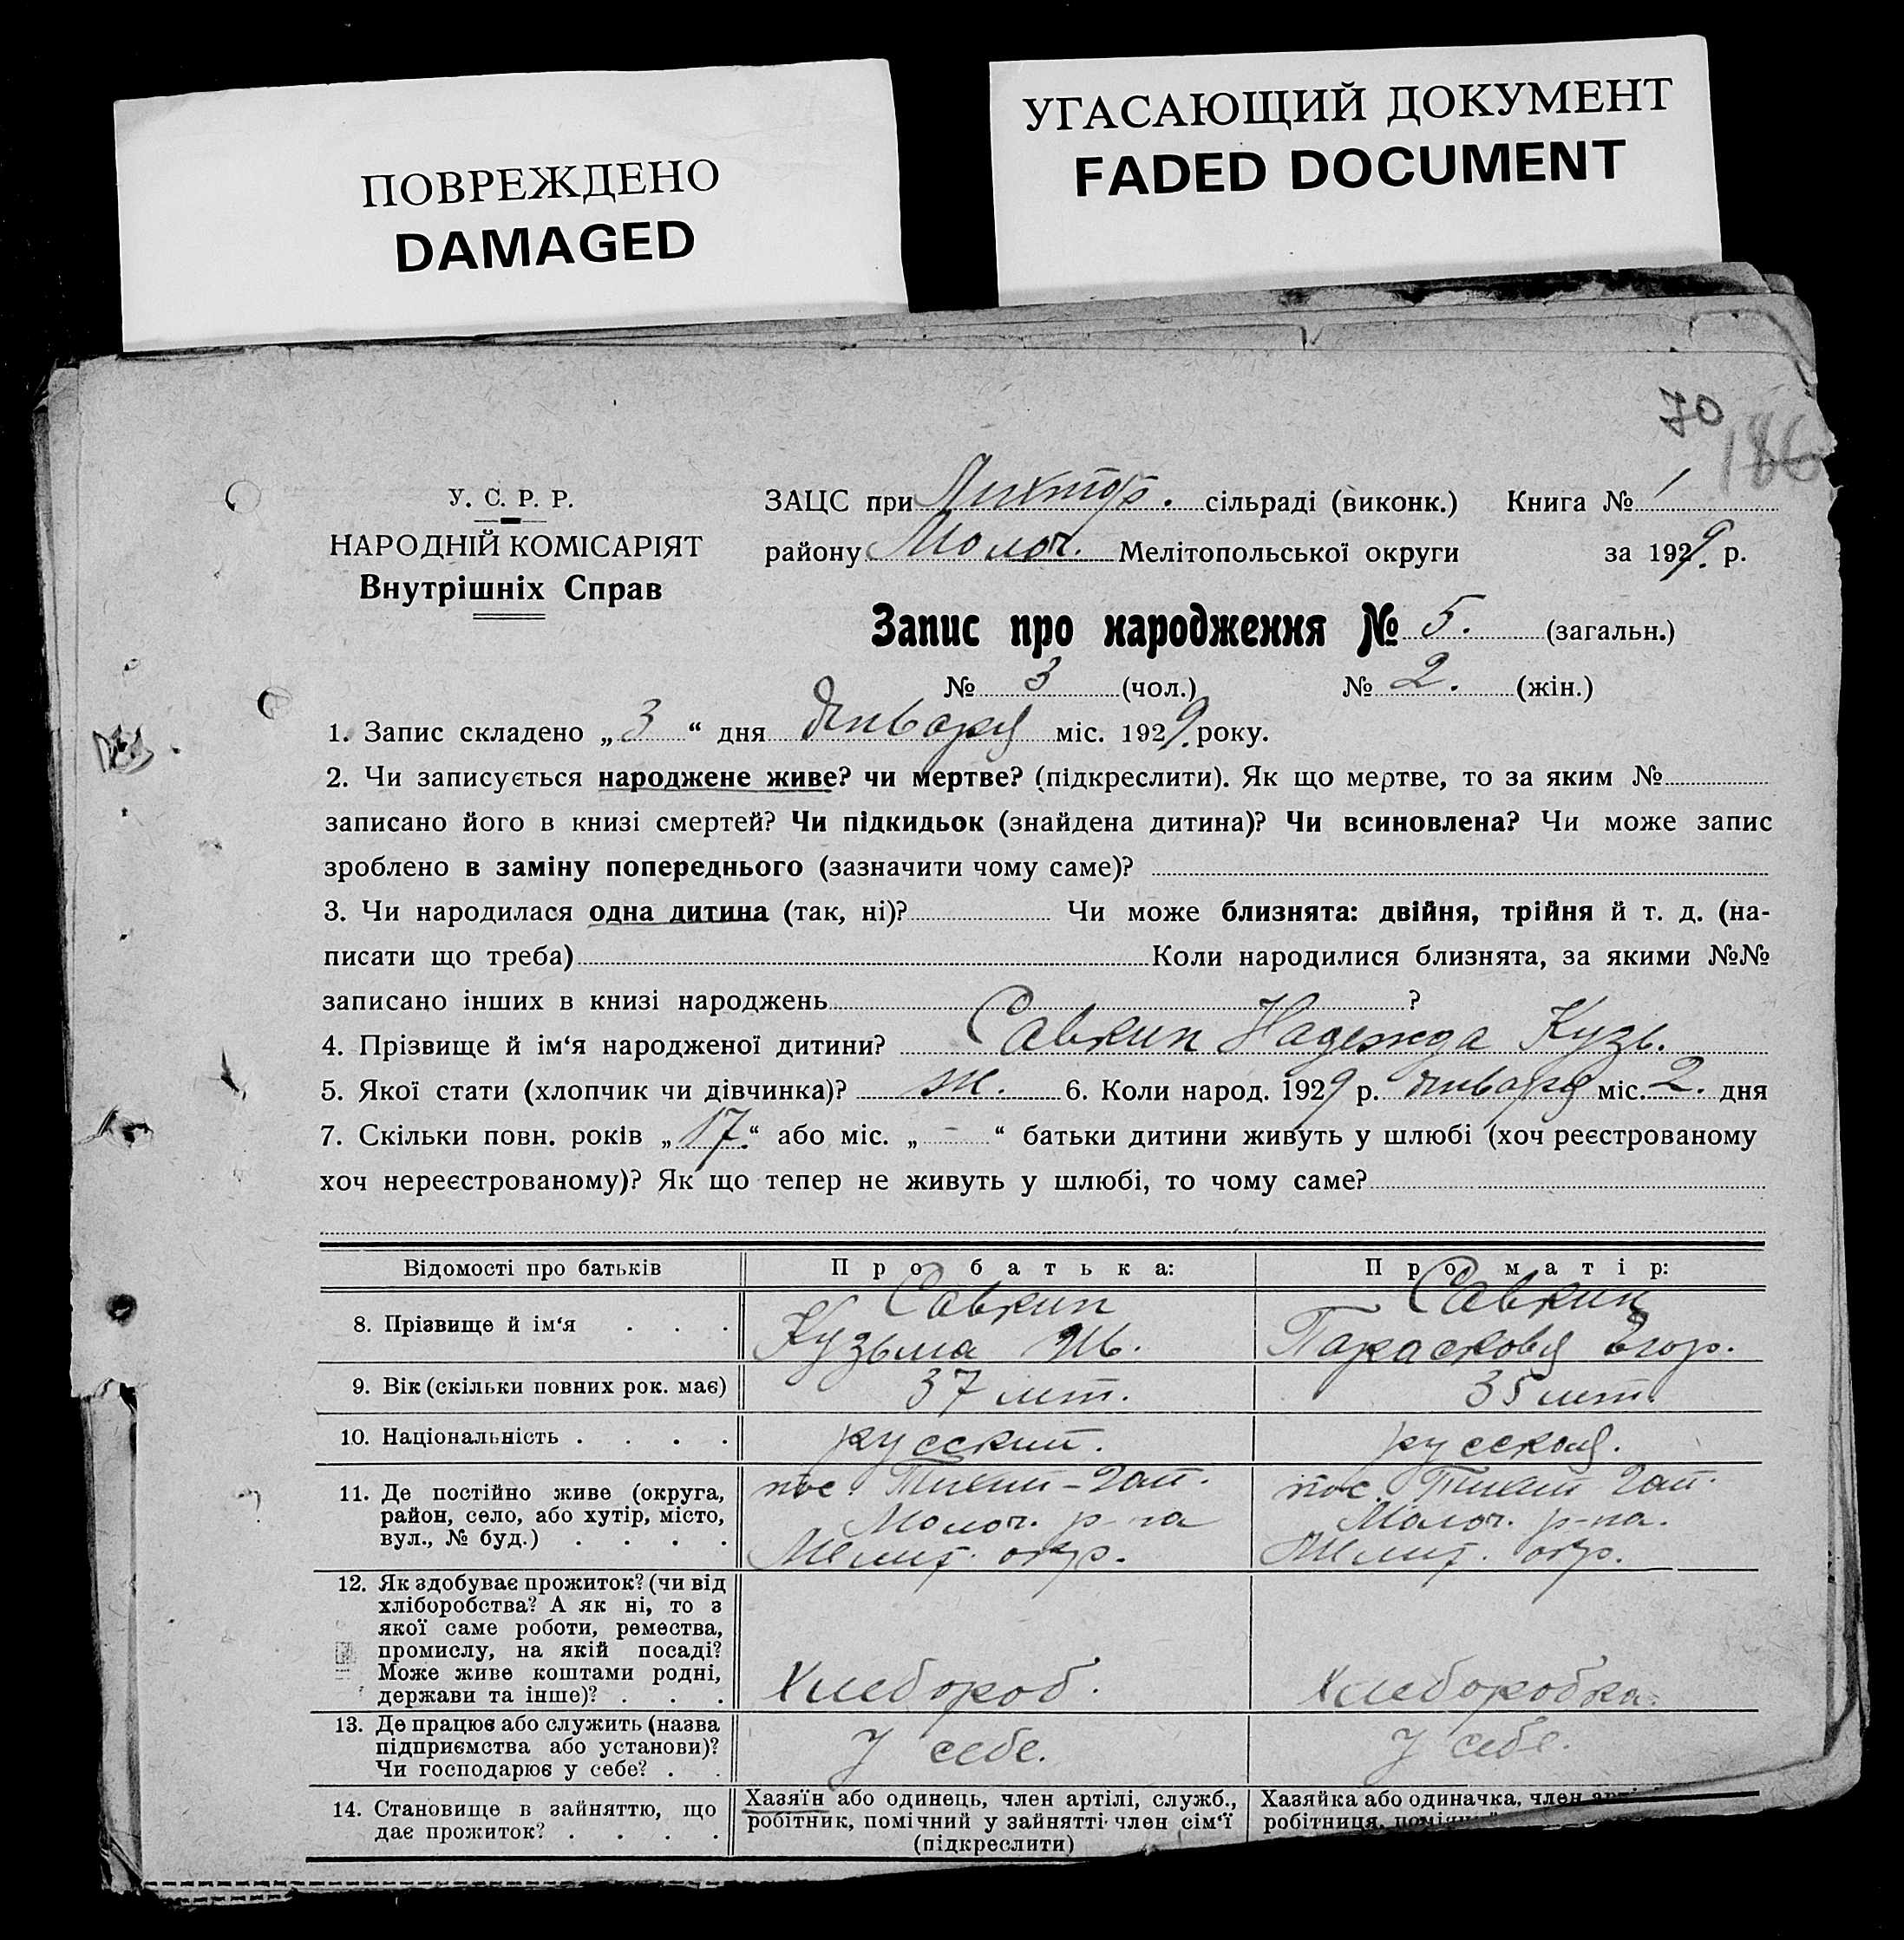 ПОВРЕЖДЕНО
DAMAGED
УГАСАЮЩИЙ ДОКУМЕНТ
FADED DOCUMENT
70
186
У. С. Р. Р.
НАРОДНІЙ КОМІСАРІЯТ
Внутрішніх Справ
ЗАЦС при Лихтор. сільраді (виконк.) Книга № 1
району Молоч. Мелітопольської округи за 1929. р.
Запис про народження № 5. (загальн.)
№ 3 (чол.) № 2. (жін.)
1. Запис складено „ 3 “ дня Января міс. 1929. року.
2. Чи записується народжене живе? чи мертве? (підкреслити). Як що мертве, то за яким №
записано його в книзі смертей? Чи підкидьок (знайдена дитина)? Чи всиновлена? Чи може запис
зроблено в заміну попереднього (зазначити чому саме)?
3. Чи народилася одна дитина (так, ні)? Чи може близнята: двійня, трійня й т. д. (на-
писати що треба) Коли народилися близнята, за якими №№
записано інших в книзі народжень ?
4. Прізвище й ім‘я народженої дитини? Савкин Надежда Кузь.
5. Якої стати (хлопчик чи дівчинка)? ж. 6. Коли народ. 1929 р. января міс. 2. дня
7. Скільки повн. років „ 17. “ або міс. „ - “ батьки дитини живуть у шлюбі (хоч реєстрованому
хоч нереєстрованому)? Як що тепер не живуть у шлюбі, то чому саме?
Відомості про батьків Про батька: Про матір:
8. Прізвище й ім‘я . . . Савкин Кузьма Савкин Парасковя Егор.
9. Вік (скільки повних рок. має) 37 лет. 35 лет.
10. Національність . . . . русский. русская.
11. Де постійно живе (округа, пос. Тихий-Гай. пос. Тихий Гай.
район, село, або хутір, місто, Молоч. р-на Молоч. р-на.
вул., № буд.) . . . . Мелит. окр. Мелит. окр.
12. Як здобуває прожиток? (чи від
хліборобства? А як ні, то з
якої саме роботи, ремества,
промислу, на якій посаді?
Може живе коштами родні,
держави та інше)? . . . Хлебороб. Хлеборобка.
13. Де працює або служить (назва
підприємства або установи)? У себе. У себе.
Чи господарює у себе? . .
14. Становище в зайняттю, що Хазяїн або одинець, член артілі, служб., Хазяйка або одиначка, член
дає прожиток? . . . . робітник, помічний у зайнятті член сім‘ї робітниця,
(підкреслити)